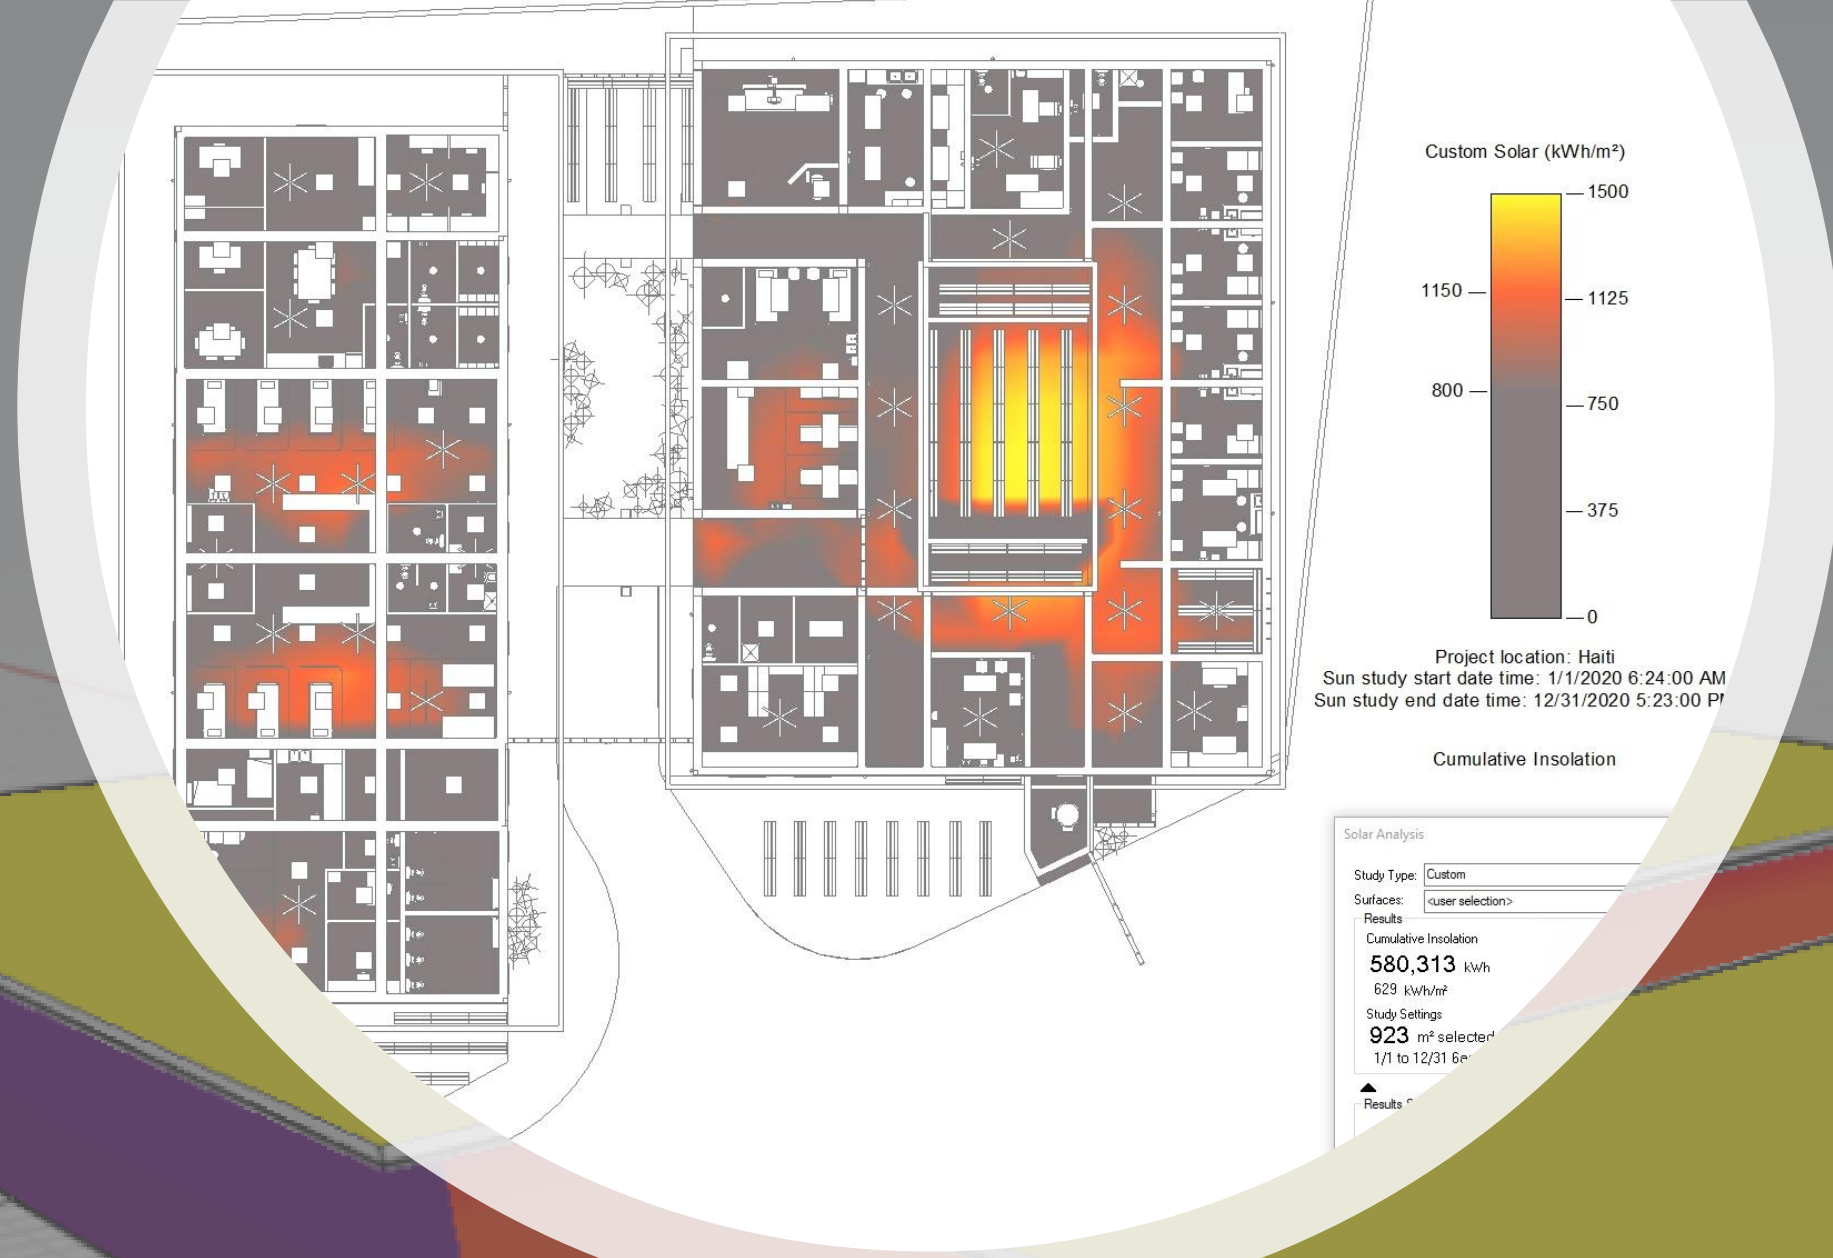 Custom Solar (kWh/m²)
1500
1150
1125
800
750
375
0
Project location: Haiti
Sun study start date time: 1/1/2020 6:24:00 AM
Sun study end date time: 12/31/2020 5:23:00
Cumulative Insolation
Solar Analysis
Study Type: Custom
Surfaces: <user selection>
Results
Cumulative Insolation
580,313 kWh
629 kWh/m²
Study Settings
923 m² selected
1/1 to 12/31
Results